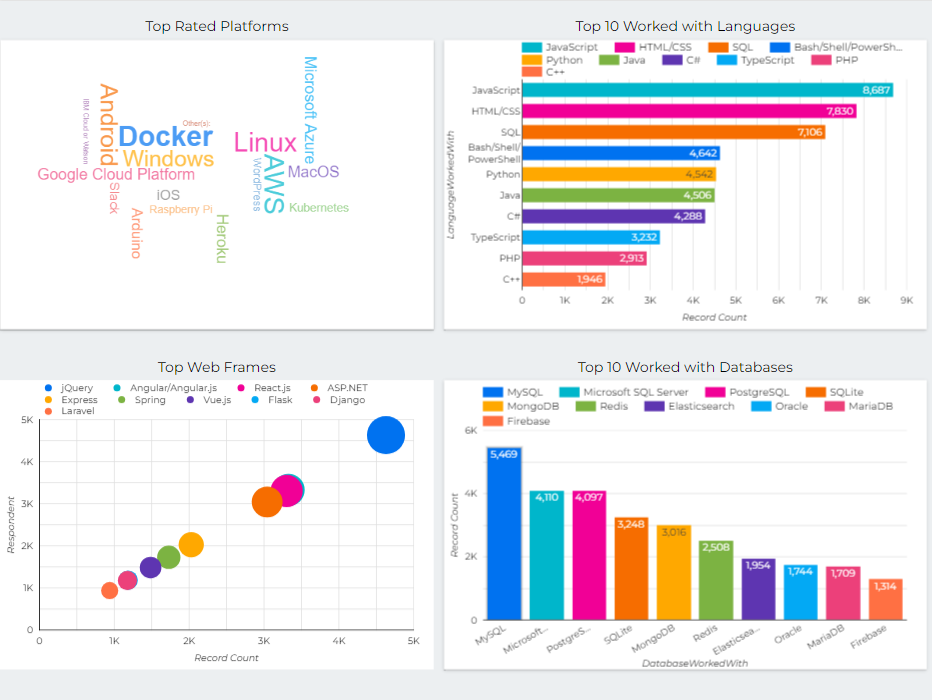 Top Rated Platforms
Microsoft Azure
Android
IBM Cloud or Watson
Other(s):
Docker
Linux
Windows
AWS
WordPress
MacOS
Google Cloud Platform
Slack
iOS
Raspberry Pi
Kubernetes
Arduino
Heroku
Top 10 Worked with Languages
JavaScript HTML/CSS SQL Bash/Shell/PowerSh...
Python Java C# TypeScript PHP
C++
LanguageWorkedWith
JavaScript 8,687
HTML/CSS 7,830
SQL 7,106
Bash/Shell/
PowerShell 4,642
Python 4,542
Java 4,506
C# 4,288
TypeScript 3,232
PHP 2,913
C++ 1,946
0 1K 2K 3K 4K 5K 6K 7K 8K 9K
Record Count
Top Web Frames
jQuery Angular/Angular.js React.js ASP.NET
Express Spring Vue.js Flask Django
Laravel
Respondent
5K
4K
3K
2K
1K
0
0 1K 2K 3K 4K 5K
Record Count
Top 10 Worked with Databases
MySQL Microsoft SQL Server PostgreSQL SQLite
MongoDB Redis Elasticsearch Oracle MariaDB
Firebase
Record Count
6K
4K
2K
0
5,469 4,110 4,097 3,248 3,016 2,508 1,954 1,744 1,709 1,314
MySQL Microsoft... PostgreS... SQLite MongoDB Redis Elasticsea... Oracle MariaDB Firebase
DatabaseWorkedWith